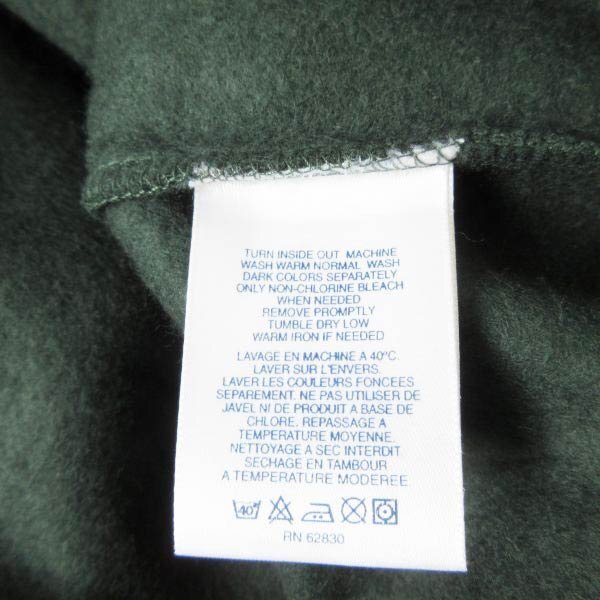 TURN INSIDE OUT MACHINE
WASH WARM NORMAL WASH
DARK COLORS SEPARATELY
ONLY NON-CHLORINE BLEACH
WHEN NEEDED
REMOVE PROMPTLY
TUMBLE DRY LOW
WARM IRON IF NEEDED
LAVAGE EN MACHINE A 40°C.
LAVER SUR L'ENVERS.
LAVER LES COULEURS FONCEES
SEPAREMENT. NE PAS UTILISER DE
JAVEL NI DE PRODUIT A BASE DE
CHLORE. REPASSAGE A
TEMPERATURE MOYENNE.
NETTOYAGE A SEC INTERDIT
SECHAGE EN TAMBOUR
A TEMPERATURE MODEREE
40°
RN 62830